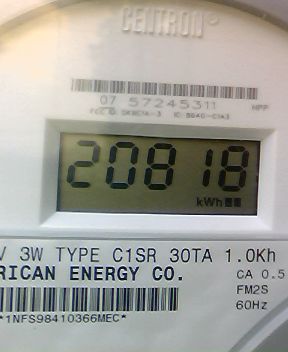 CENTRON®
07 57245311
20818
kWh
V 3W TYPE C1SR 30TA 1.0Kh
RICAN ENERGY CO.
CA 0.5
FM2S
60Hz
*1NFS98410366MEC*